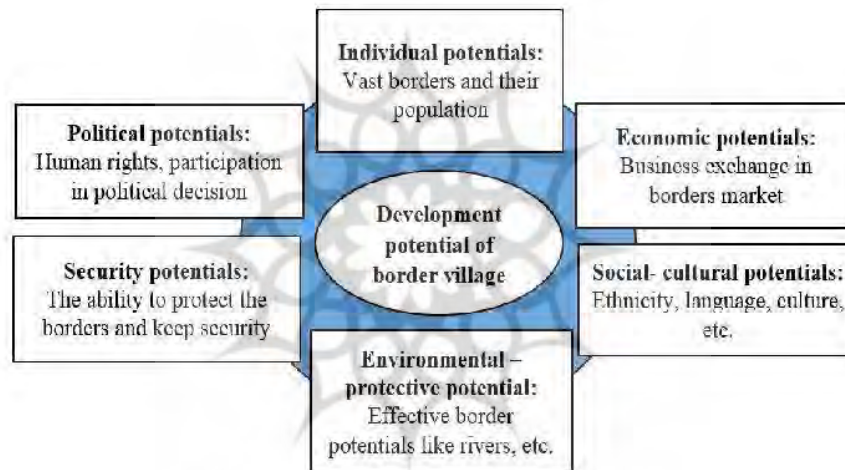 Individual potentials:
Vast borders and their
population
Political potentials:
Human rights, participation
in political decision
Economic potentials:
Business exchange in
borders market
Development
potential of
border village
Security potentials:
The ability to protect the
borders and keep security
Social- cultural potentials:
Ethnicity, language, culture,
etc.
Environmental –
protective potential:
Effective border
potentials like rivers, etc.